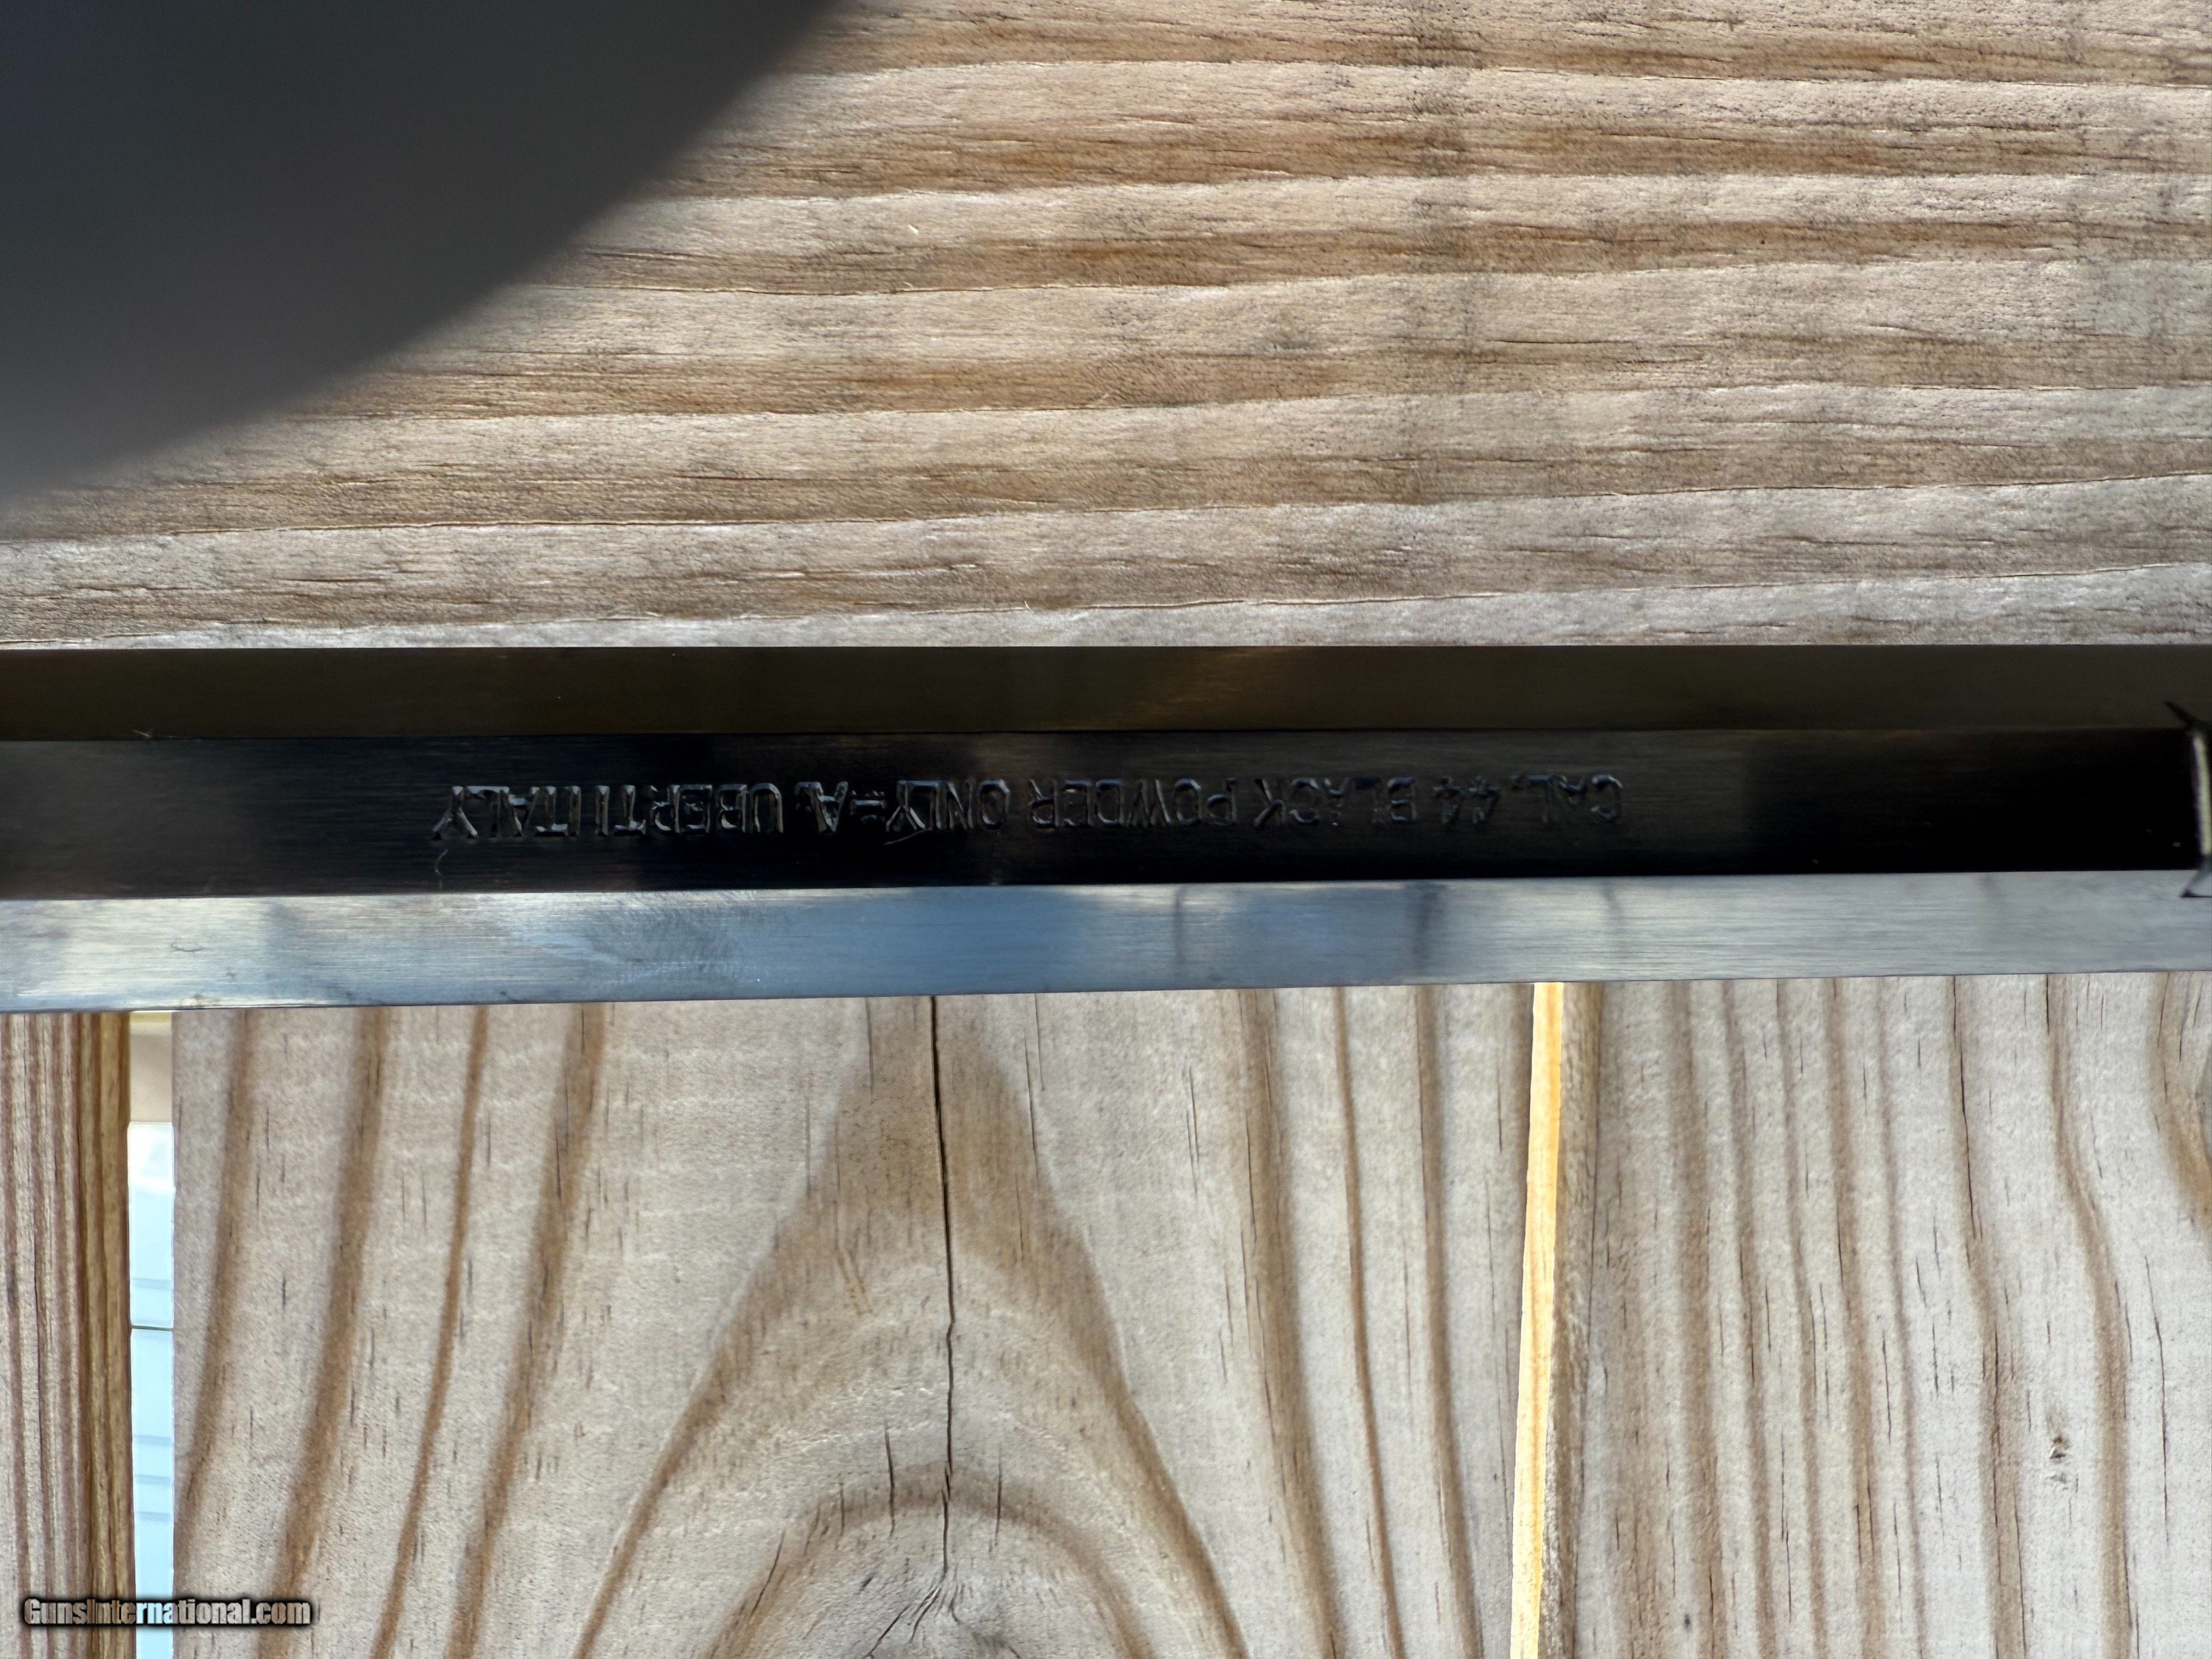 CAL. 44 BLACK POWDER ONLY=A. UBERTI ITALY
GunsInternational.com